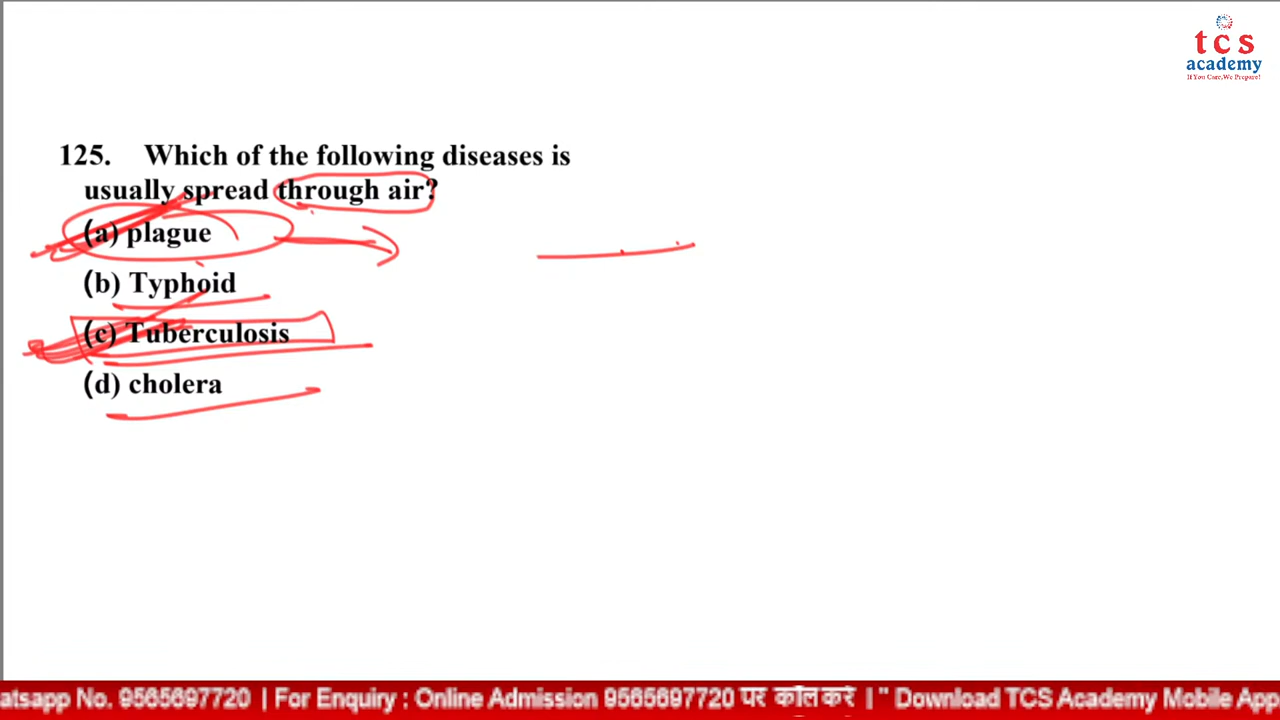 tcs
academy
If You Care,We Prepare!
125. Which of the following diseases is
usually spread through air?
(a) plague
(b) Typhoid
(c) Tuberculosis
(d) cholera
atsapp No. 9565697720 | For Enquiry : Online Admission 9565697720 पर कॉल करें | " Download TCS Academy Mobile App